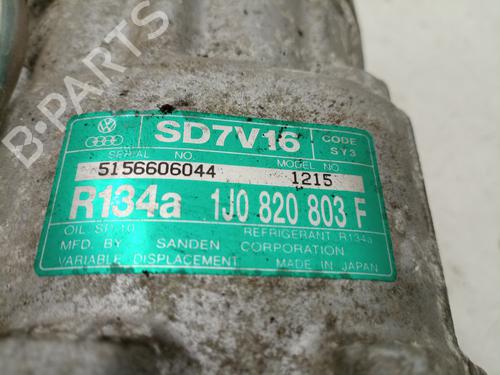 SD7V16
CODE
SY3
SERIAL NO.
MODEL NO.
5156606044 1215
R134a 1J0 820 803 F
OIL SP-10 REFRIGERANT R134a
MFD. BY SANDEN CORPORATION
VARIABLE DISPLACEMENT MADE IN JAPAN
B-PARTS